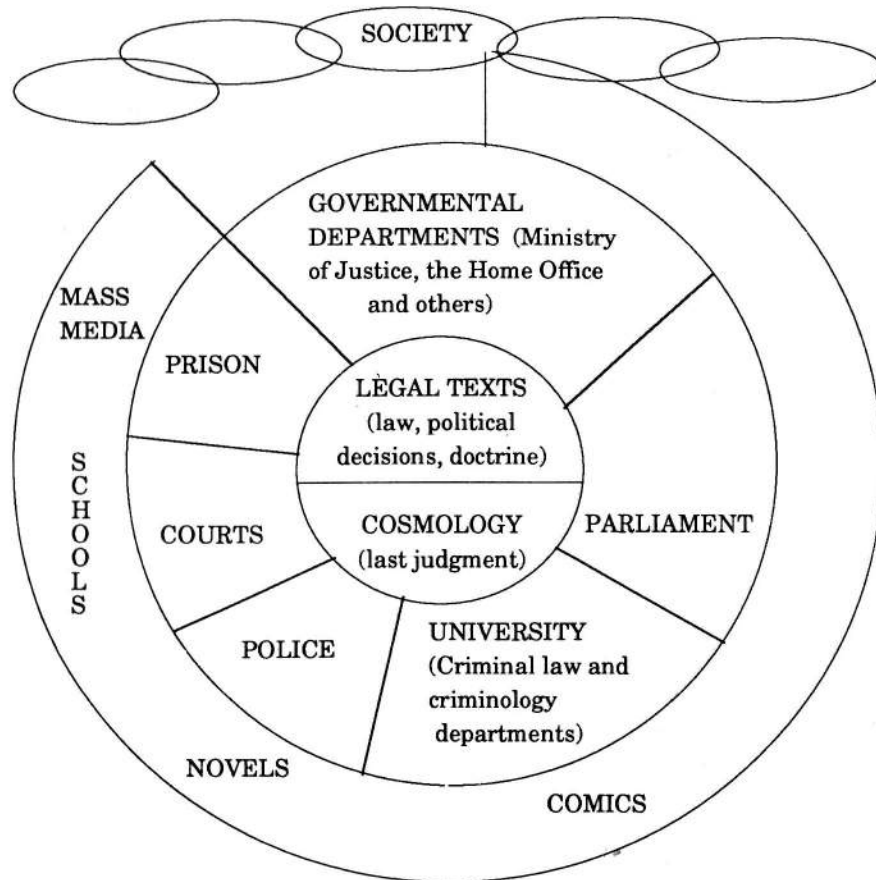 SOCIETY
GOVERNMENTAL
DEPARTMENTS (Ministry
of Justice, the Home Office
and others)
MASS
MEDIA
PRISON
LEGAL TEXTS
(law, political
decisions, doctrine)
SCHOOLS
COURTS
COSMOLOGY
(last judgment)
PARLIAMENT
POLICE
UNIVERSITY
(Criminal law and
criminology
departments)
NOVELS
COMICS